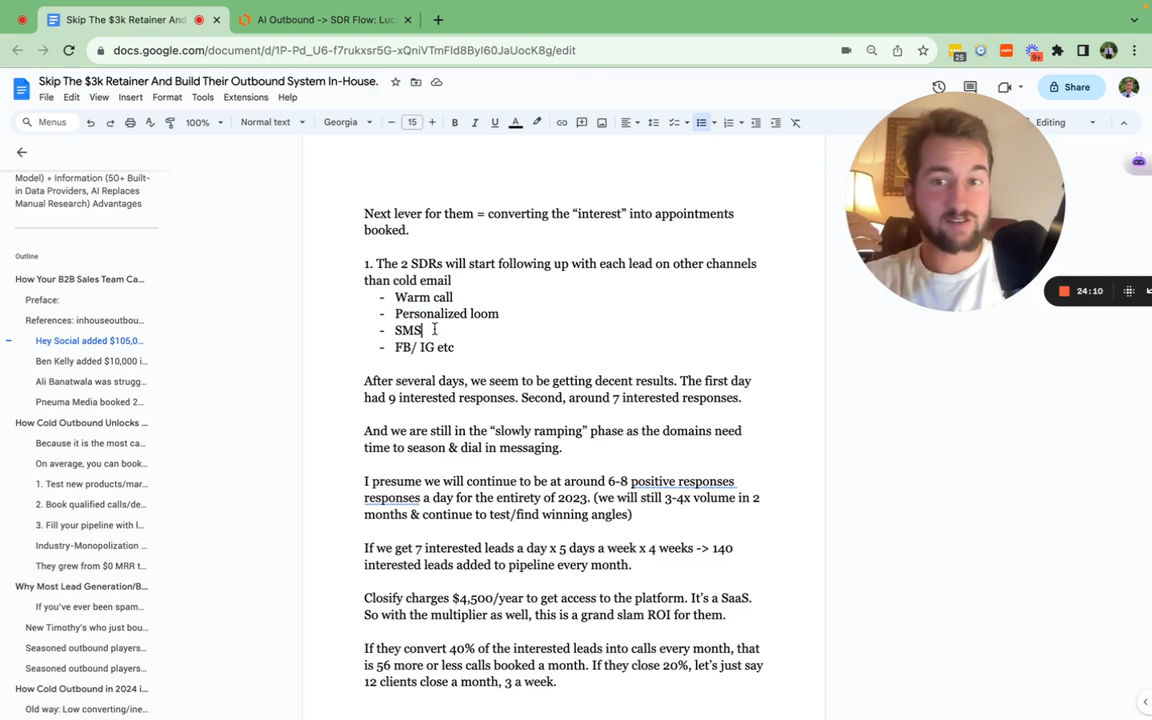 Skip The $3k Retainer And
AI Outbound -> SDR Flow: Luc
docs.google.com/document/d/1P-Pd_U6-f7rukxsr5G-xQniVTmFId8ByI60JaUocK8g/edit
25
9+
Skip The $3k Retainer And Build Their Outbound System In-House.
File Edit View Insert Format Tools Extensions Help
Share
Menus
100%
Normal text
Georgia
15
B I U A
Editing
Model) + Information (50+ Built-
in Data Providers, AI Replaces
Manual Research) Advantages
Outline
How Your B2B Sales Team Ca...
Preface:
References: inhouseoutbou...
Hey Social added $105,0...
Ben Kelly added $10,000 i...
Ali Banatwala was strugg...
Pneuma Media booked 2...
How Cold Outbound Unlocks ...
Because it is the most ca...
On average, you can book...
1. Test new products/mar...
2. Book qualified calls/de...
3. Fill your pipeline with l...
Industry-Monopolization ...
They grew from $0 MRR t...
Why Most Lead Generation/B...
If you've ever been spam...
New Timothy's who just bou...
Seasoned outbound players...
Seasoned outbound players...
How Cold Outbound in 2024 i...
Old way: Low converting/ine...
Next lever for them = converting the “interest” into appointments
booked.
1. The 2 SDRs will start following up with each lead on other channels
than cold email
- Warm call
- Personalized loom
- SMS
- FB/ IG etc
After several days, we seem to be getting decent results. The first day
had 9 interested responses. Second, around 7 interested responses.
And we are still in the “slowly ramping” phase as the domains need
time to season & dial in messaging.
I presume we will continue to be at around 6-8 positive responses
responses a day for the entirety of 2023. (we will still 3-4x volume in 2
months & continue to test/find winning angles)
If we get 7 interested leads a day x 5 days a week x 4 weeks -> 140
interested leads added to pipeline every month.
Closify charges $4,500/year to get access to the platform. It’s a SaaS.
So with the multiplier as well, this is a grand slam ROI for them.
If they convert 40% of the interested leads into calls every month, that
is 56 more or less calls booked a month. If they close 20%, let’s just say
12 clients close a month, 3 a week.
24:10